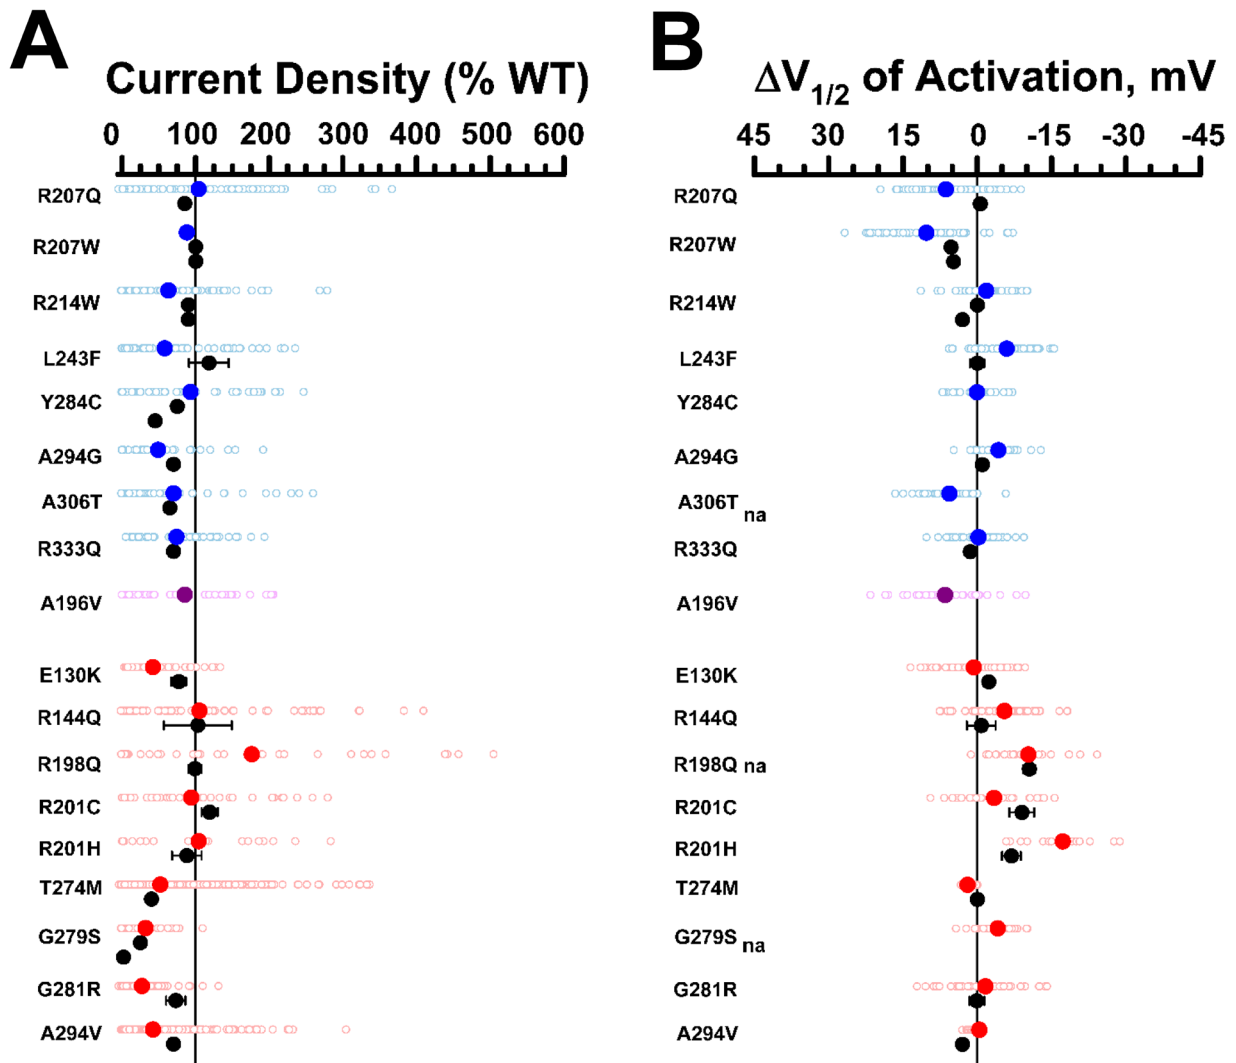 A
Current Density (% WT)
0 100 200 300 400 500 600
R207Q
R207W
R214W
L243F
Y284C
A294G
A306T
R333Q
A196V
E130K
R144Q
R198Q
R201C
R201H
T274M
G279S
G281R
A294V
B
ΔV1/2 of Activation, mV
45 30 15 0 -15 -30 -45
R207Q
R207W
R214W
L243F
Y284C
A294G
A306T na
R333Q
A196V
E130K
R144Q
R198Q na
R201C
R201H
T274M
G279S na
G281R
A294V